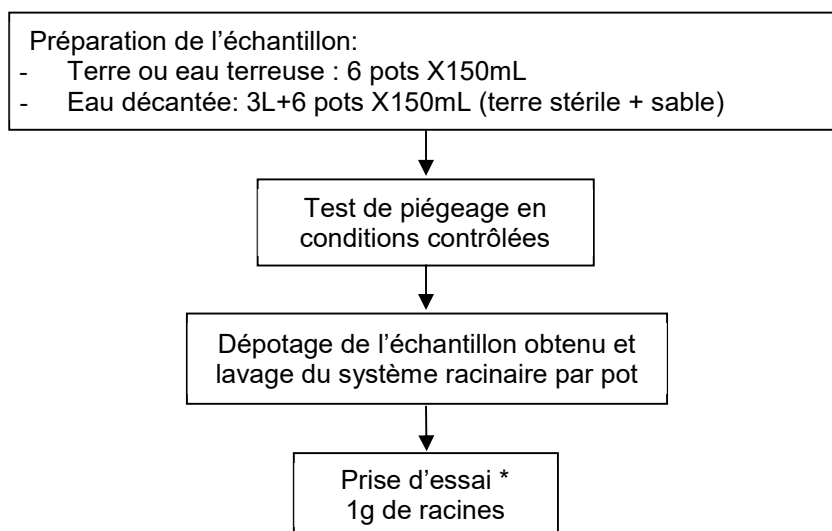 Préparation de l’échantillon:
- Terre ou eau terreuse : 6 pots X150mL
- Eau décantée: 3L+6 pots X150mL (terre stérile + sable)
Test de piégeage en
conditions contrôlées
Dépotage de l’échantillon obtenu et
lavage du système racinaire par pot
Prise d’essai *
1g de racines